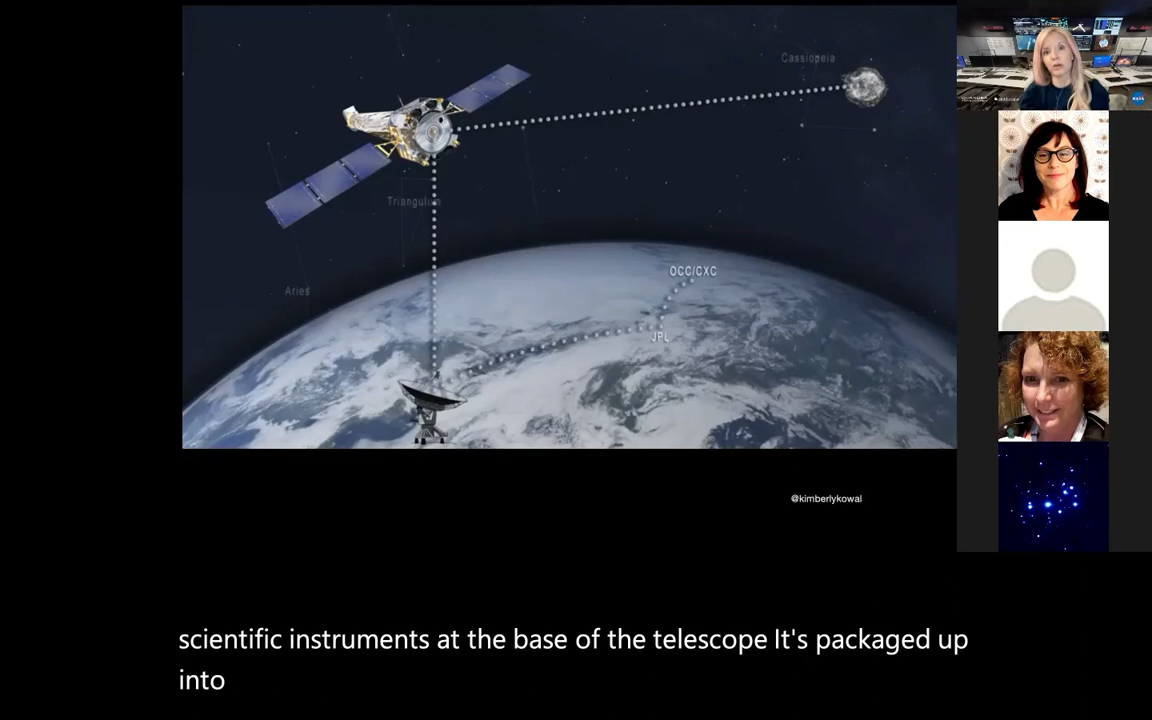 Cassiopeia
Triangulum
Aries
OCC/CXC
JPL
@kimberlykowal
NASA
scientific instruments at the base of the telescope It's packaged up
into